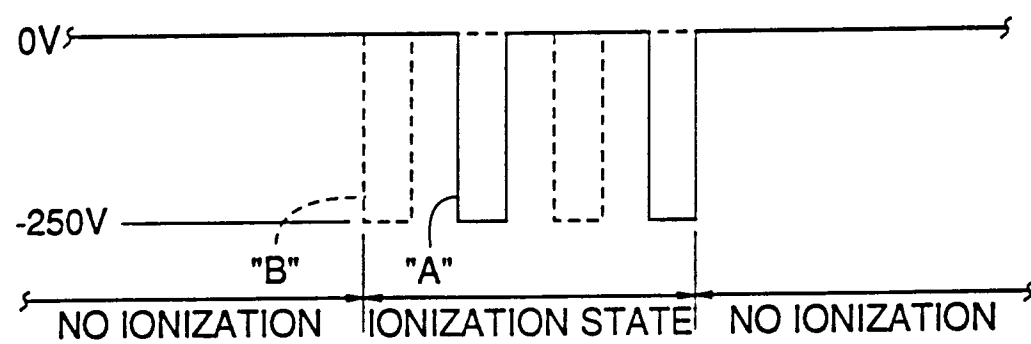 0V
-250V
"B" "A"
NO IONIZATION IONIZATION STATE NO IONIZATION